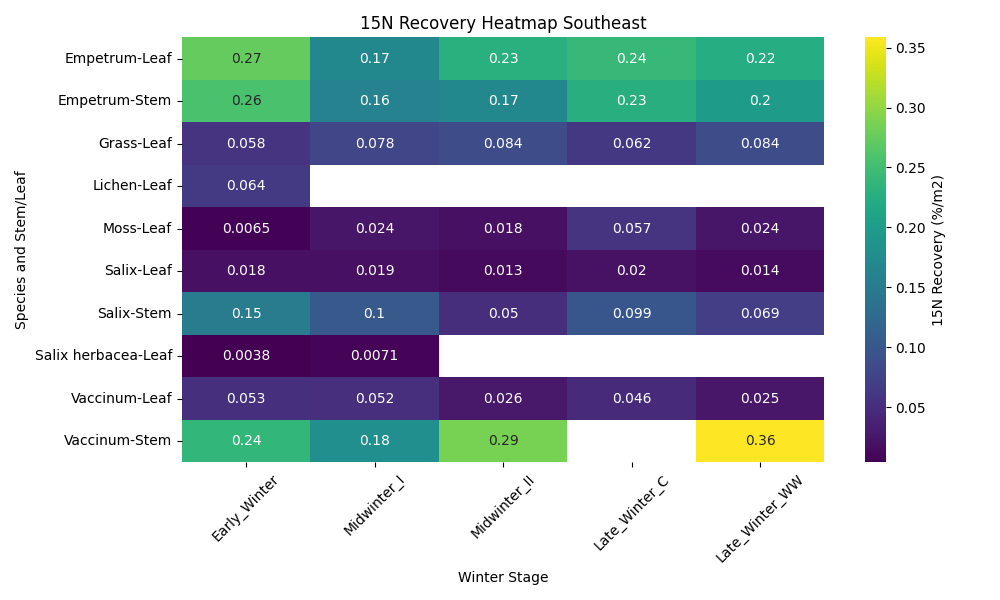 15N Recovery Heatmap Southeast
Species and Stem/Leaf
Empetrum-Leaf 0.27 0.17 0.23 0.24 0.22
Empetrum-Stem 0.26 0.16 0.17 0.23 0.2
Grass-Leaf 0.058 0.078 0.084 0.062 0.084
Lichen-Leaf 0.064
Moss-Leaf 0.0065 0.024 0.018 0.057 0.024
Salix-Leaf 0.018 0.019 0.013 0.02 0.014
Salix-Stem 0.15 0.1 0.05 0.099 0.069
Salix herbacea-Leaf 0.0038 0.0071
Vaccinum-Leaf 0.053 0.052 0.026 0.046 0.025
Vaccinum-Stem 0.24 0.18 0.29 0.36
Early_Winter Midwinter_I Midwinter_II Late_Winter_C Late_Winter_WW
Winter Stage
0.35
0.30
0.25
0.20
0.15
0.10
0.05
15N Recovery (%/m2)